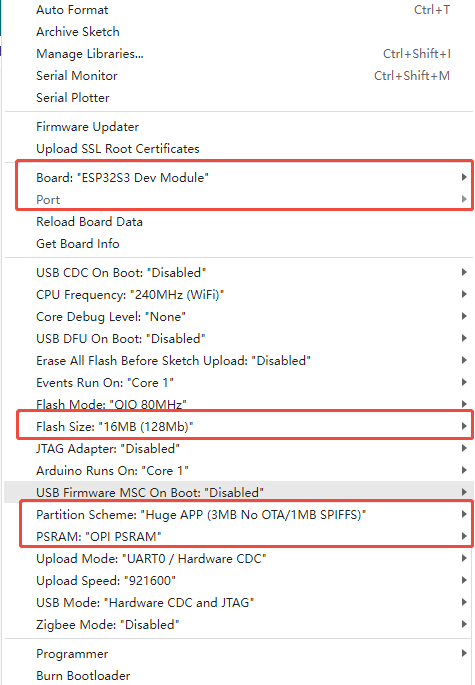 Auto Format Ctrl+T
Archive Sketch
Manage Libraries... Ctrl+Shift+I
Serial Monitor Ctrl+Shift+M
Serial Plotter
Firmware Updater
Upload SSL Root Certificates
Board: "ESP32S3 Dev Module"
Port
Reload Board Data
Get Board Info
USB CDC On Boot: "Disabled"
CPU Frequency: "240MHz (WiFi)"
Core Debug Level: "None"
USB DFU On Boot: "Disabled"
Erase All Flash Before Sketch Upload: "Disabled"
Events Run On: "Core 1"
Flash Mode: "QIO 80MHz"
Flash Size: "16MB (128Mb)"
JTAG Adapter: "Disabled"
Arduino Runs On: "Core 1"
USB Firmware MSC On Boot: "Disabled"
Partition Scheme: "Huge APP (3MB No OTA/1MB SPIFFS)"
PSRAM: "OPI PSRAM"
Upload Mode: "UART0 / Hardware CDC"
Upload Speed: "921600"
USB Mode: "Hardware CDC and JTAG"
Zigbee Mode: "Disabled"
Programmer
Burn Bootloader